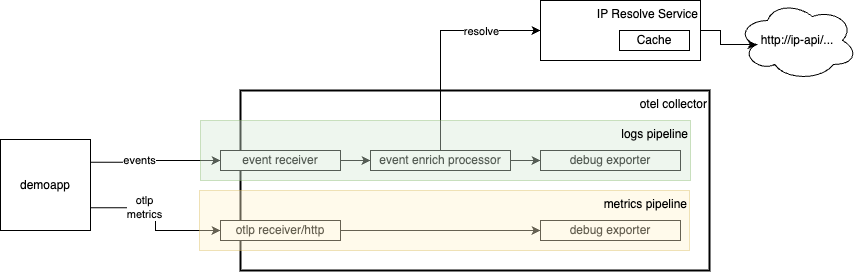 IP Resolve Service
Cache
http://ip-api/...
resolve
otel collector
logs pipeline
events
event receiver
event enrich processor
debug exporter
demoapp
otlp
metrics
metrics pipeline
otlp receiver/http
debug exporter